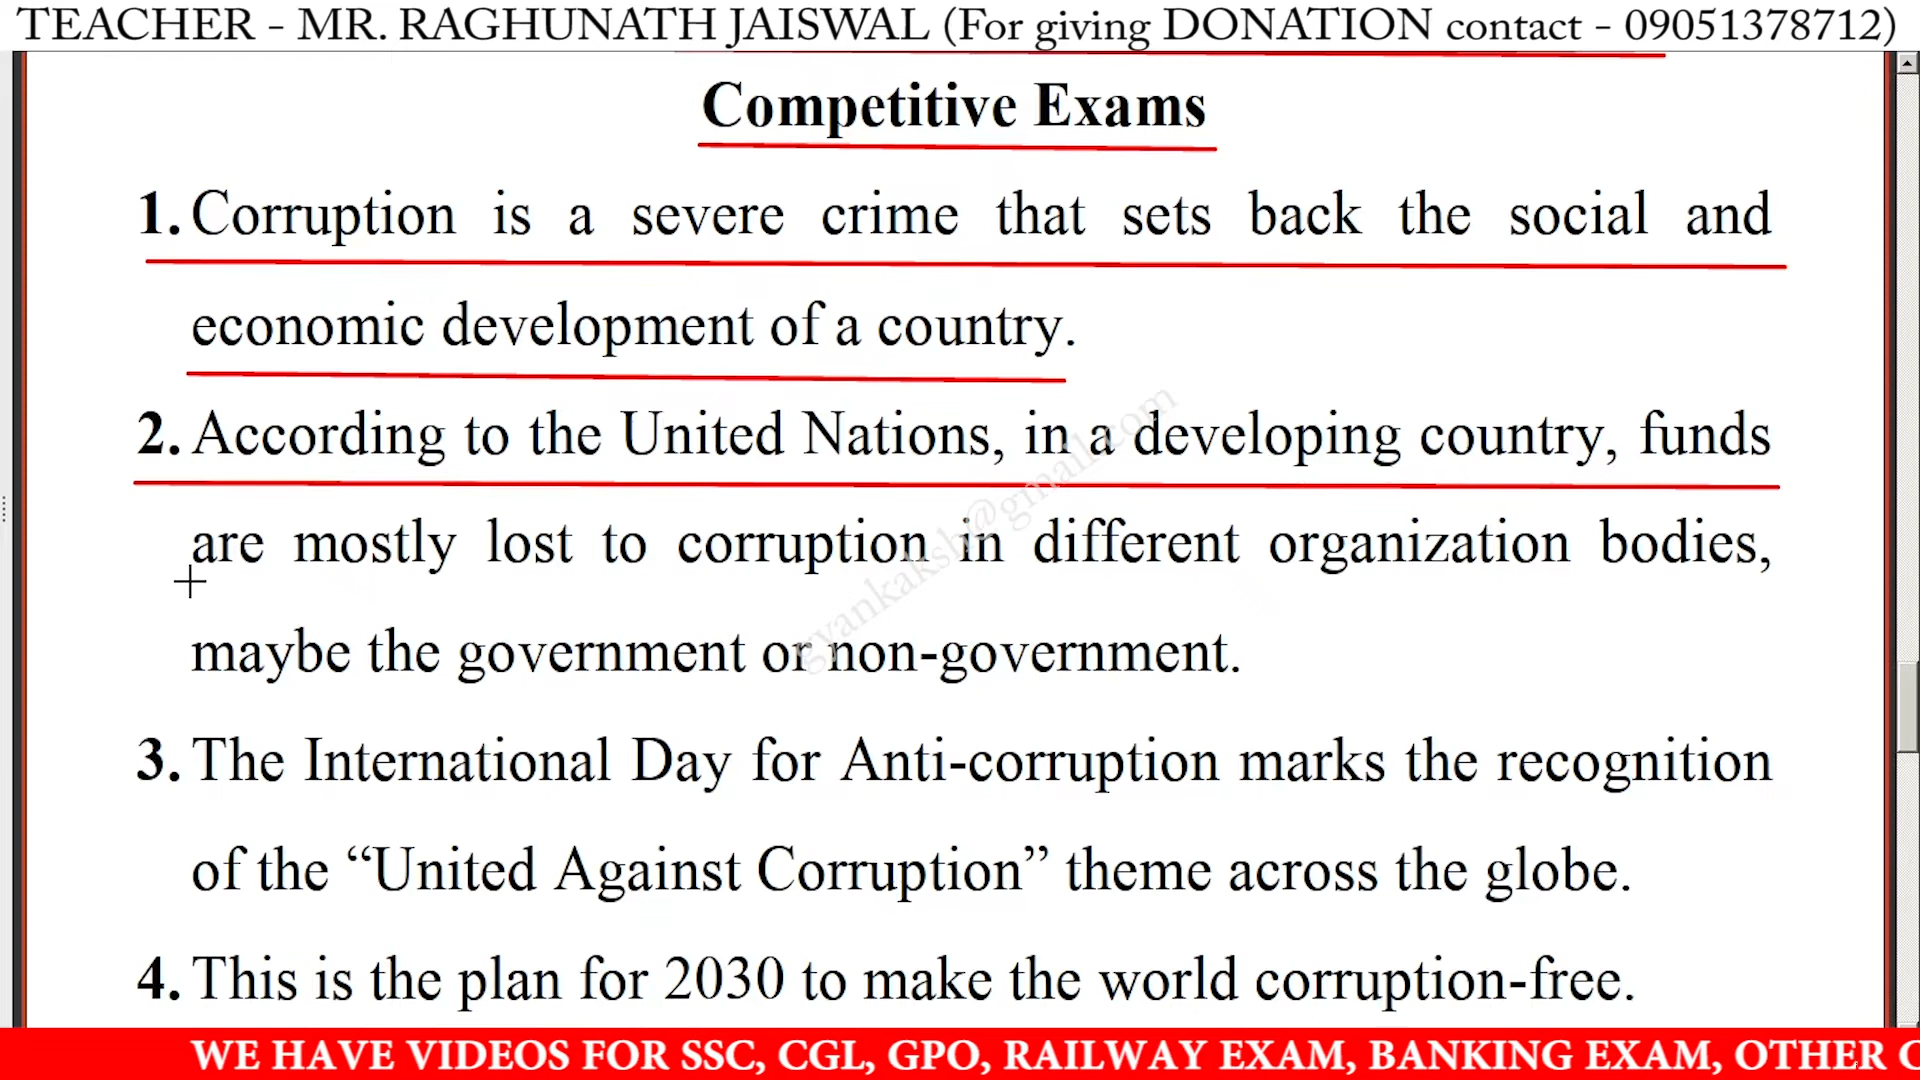 TEACHER - MR. RAGHUNATH JAISWAL (For giving DONATION contact - 09051378712)
Competitive Exams
1. Corruption is a severe crime that sets back the social and
economic development of a country.
2. According to the United Nations, in a developing country, funds
are mostly lost to corruption in different organization bodies,
maybe the government or non-government.
gyankaksh@gmail.com
3. The International Day for Anti-corruption marks the recognition
of the “United Against Corruption” theme across the globe.
4. This is the plan for 2030 to make the world corruption-free.
WE HAVE VIDEOS FOR SSC, CGL, GPO, RAILWAY EXAM, BANKING EXAM, OTHER